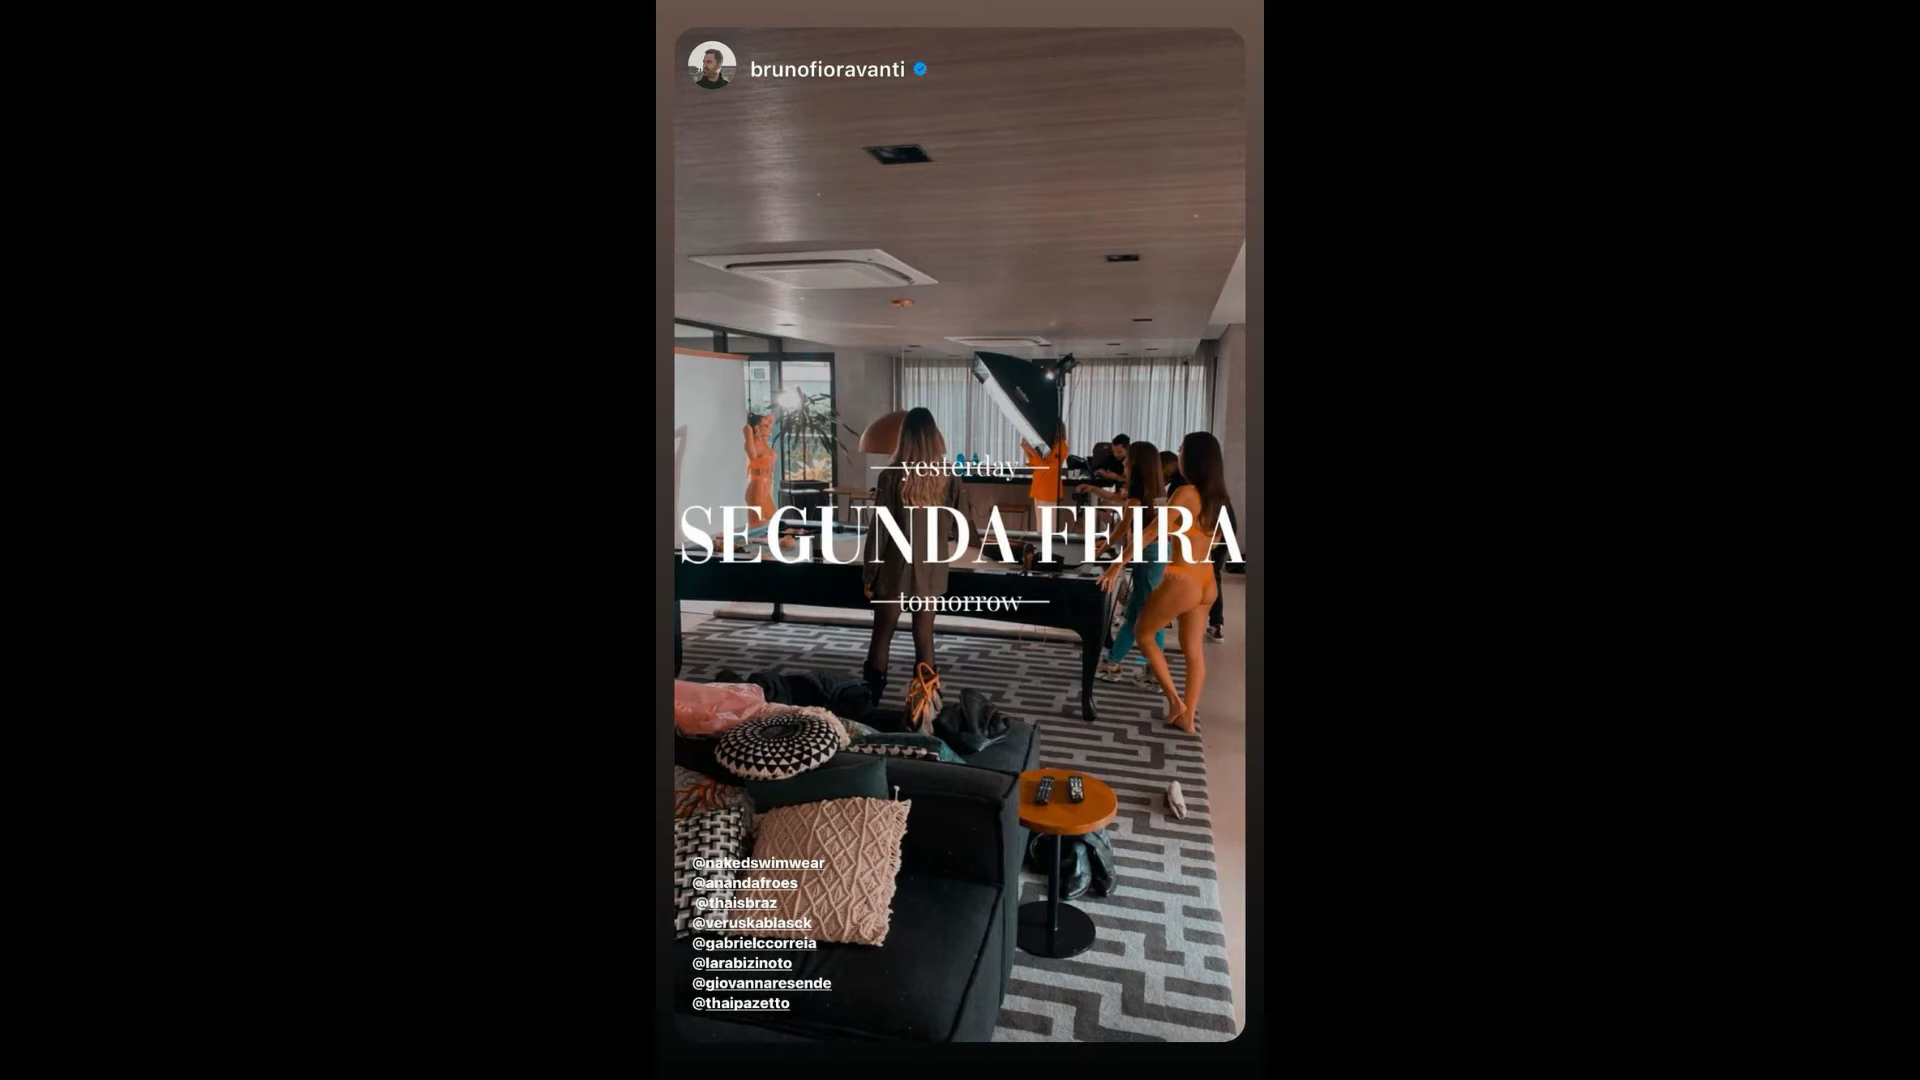 brunofioravanti
yesterday
SEGUNDA FEIRA
tomorrow
@nakedswimwear
@anandafroes
@thaisbraz
@veruskablasck
@gabrielccorreia
@larabizinoto
@giovannaresende
@thaipazetto